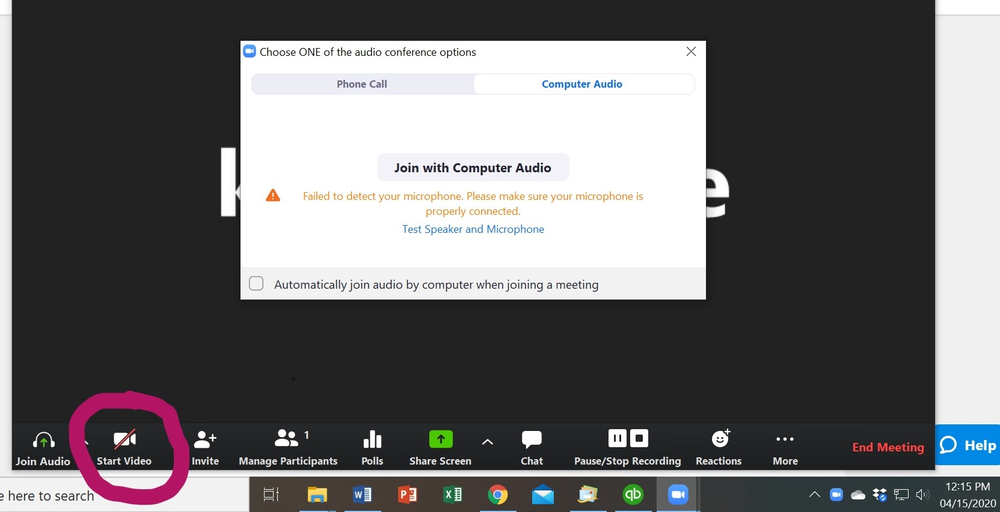 Choose ONE of the audio conference options
Phone Call
Computer Audio
Join with Computer Audio
Failed to detect your microphone. Please make sure your microphone is
properly connected.
Test Speaker and Microphone
Automatically join audio by computer when joining a meeting
k
e
1
Join Audio
Start Video
Invite
Manage Participants
Polls
Share Screen
Chat
Pause/Stop Recording
Reactions
More
End Meeting
Help
e here to search
12:15 PM
04/15/2020